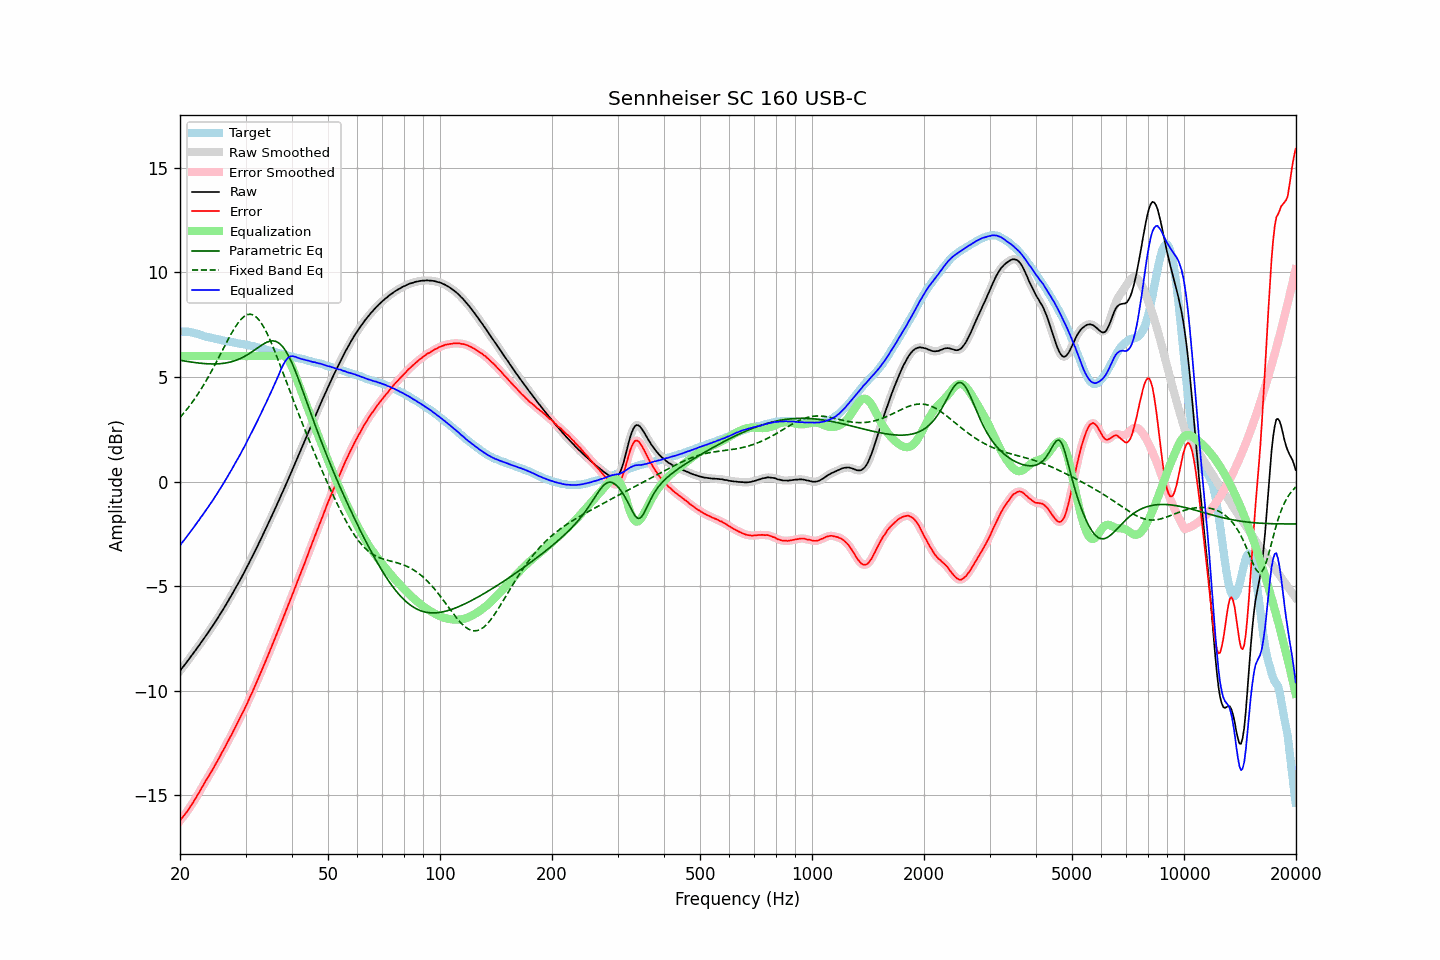 Sennheiser SC 160 USB-C
Target
Raw Smoothed
Error Smoothed
Raw
Error
Equalization
Parametric Eq
Fixed Band Eq
Equalized
Amplitude (dBr)
15
10
5
0
−5
−10
−15
20 50 100 200 500 1000 2000 5000 10000 20000
Frequency (Hz)